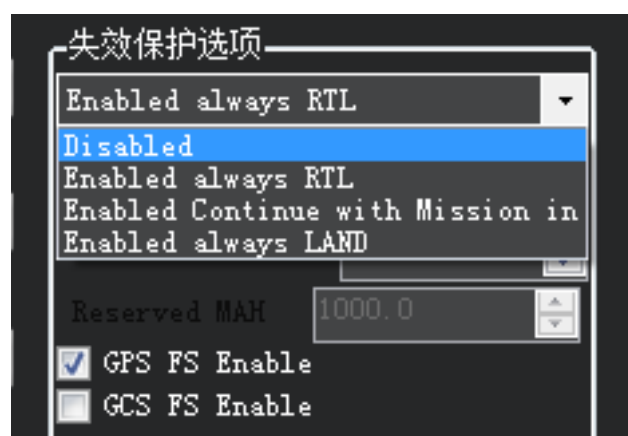 失效保护选项
Enabled always RTL
Disabled
Enabled always RTL
Enabled Continue with Mission in
Enabled always LAND
Reserved MAH 1000.0
GPS FS Enable
GCS FS Enable